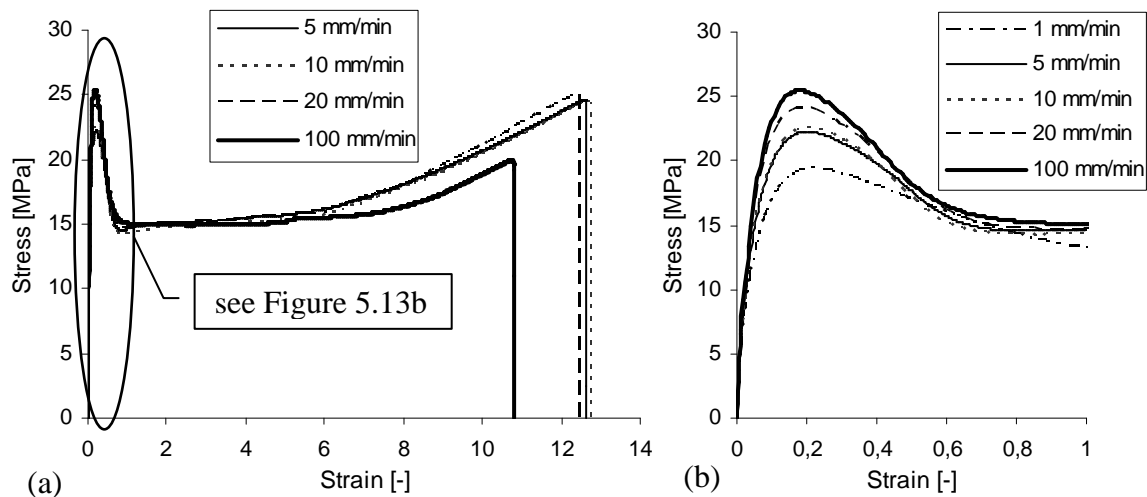 Stress [MPa]
30
25
20
15
10
5
0
5 mm/min
10 mm/min
20 mm/min
100 mm/min
see Figure 5.13b
0 2 4 6 8 10 12 14
Strain [-]
(a)
Stress [MPa]
30
25
20
15
10
5
0
1 mm/min
5 mm/min
10 mm/min
20 mm/min
100 mm/min
0 0,2 0,4 0,6 0,8 1
Strain [-]
(b)